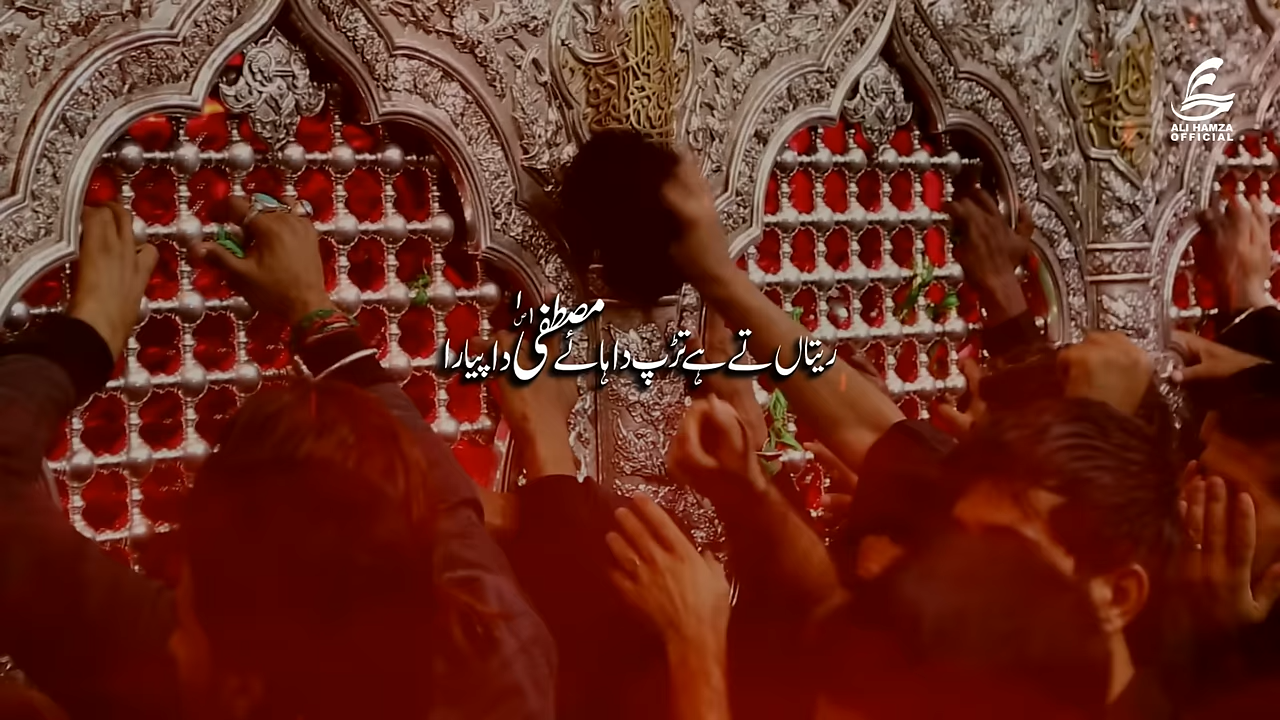 ریتاں تے ہے تڑپ دا ہائے مصطفیٰؐ دا پیارا
ALI HAMZA
OFFICIAL